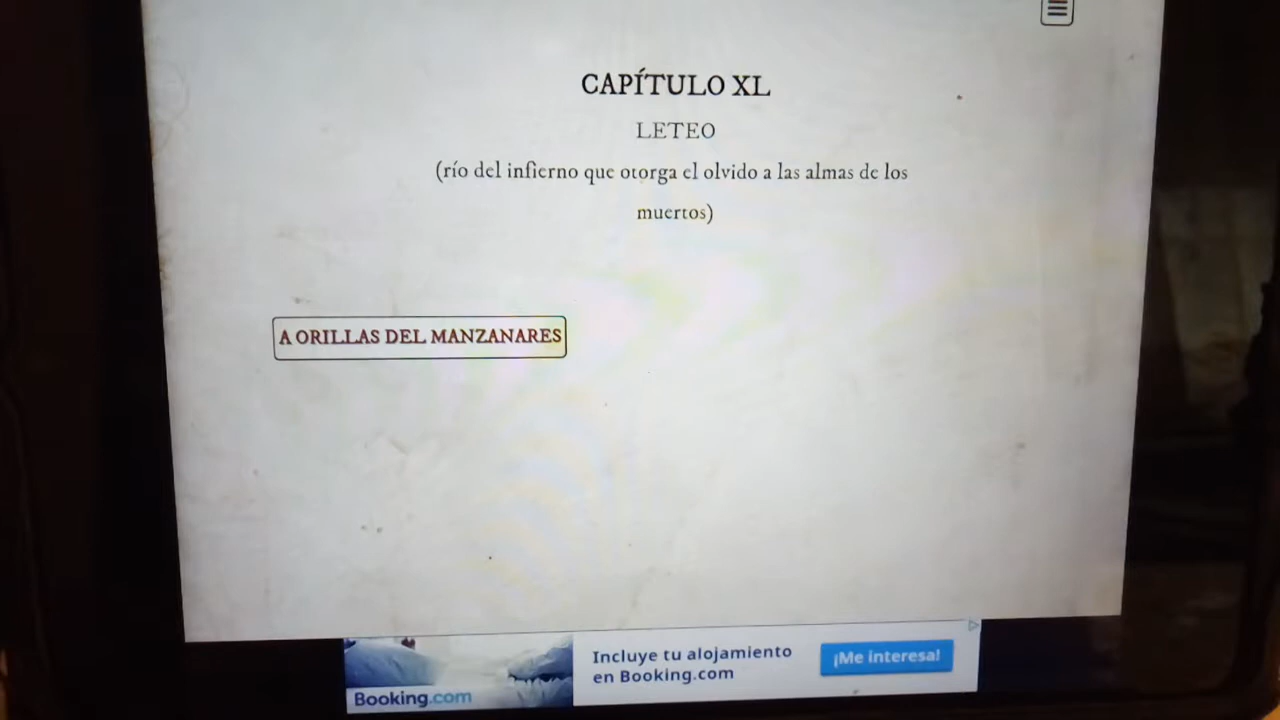 CAPÍTULO XL
LETEO
(río del infierno que otorga el olvido a las almas de los
muertos)
A ORILLAS DEL MANZANARES
Incluye tu alojamiento
en Booking.com
¡Me interesa!
Booking.com